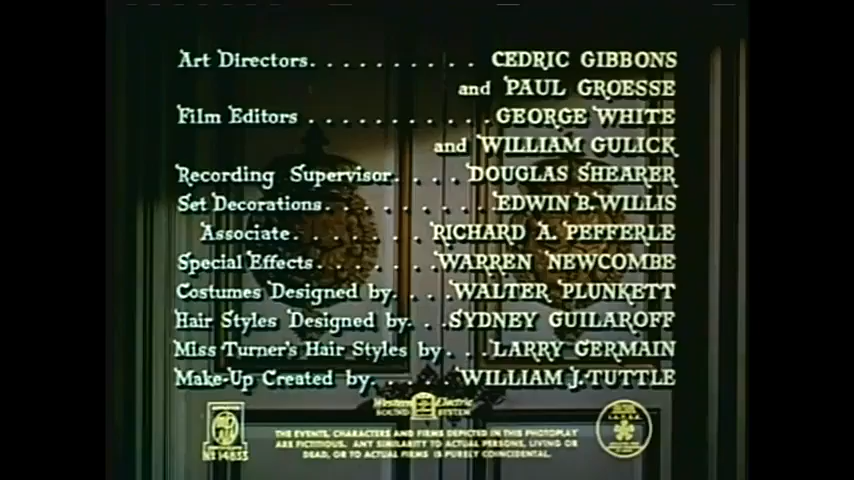 Art Directors. . . . . . . . . . CEDRIC GIBBONS
and PAUL GROESSE
Film Editors . . . . . . . . . . . GEORGE WHITE
and WILLIAM GULICK
Recording Supervisor. . . . DOUGLAS SHEARER
Set Decorations. . . . . . . . . EDWIN B. WILLIS
Associate. . . . . . . RICHARD A. PEFFERLE
Special Effects . . . . . . . WARREN NEWCOMBE
Costumes Designed by. . . . WALTER PLUNKETT
Hair Styles Designed by. . . SYDNEY GUILAROFF
Miss Turner's Hair Styles by . . . LARRY GERMAIN
Make-Up Created by. . . . . . WILLIAM J. TUTTLE
Western Electric
SOUND SYSTEM
Nº 14833
THE EVENTS, CHARACTERS AND FIRMS DEPICTED IN THIS PHOTOPLAY
ARE FICTITIOUS. ANY SIMILARITY TO ACTUAL PERSONS, LIVING OR
DEAD, OR TO ACTUAL FIRMS IS PURELY COINCIDENTAL.